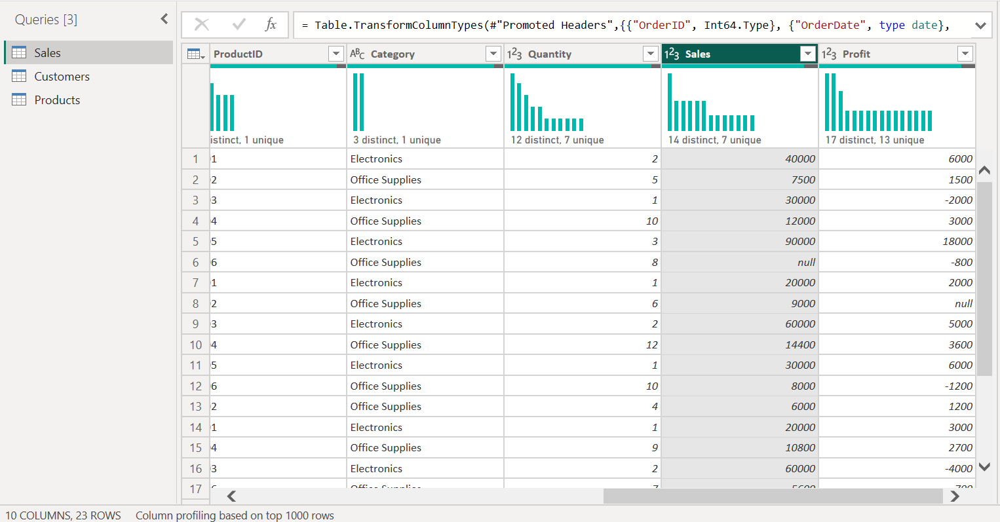 Queries [3]
Sales
Customers
Products
fx
= Table.TransformColumnTypes(#"Promoted Headers",{{"OrderID", Int64.Type}, {"OrderDate", type date},
ProductID ABC Category 123 Quantity 123 Sales 123 Profit
istinct, 1 unique 3 distinct, 1 unique 12 distinct, 7 unique 14 distinct, 7 unique 17 distinct, 13 unique
1 1 Electronics 2 40000 6000
2 2 Office Supplies 5 7500 1500
3 3 Electronics 1 30000 -2000
4 4 Office Supplies 10 12000 3000
5 5 Electronics 3 90000 18000
6 6 Office Supplies 8 null -800
7 1 Electronics 1 20000 2000
8 2 Office Supplies 6 9000 null
9 3 Electronics 2 60000 5000
10 4 Office Supplies 12 14400 3600
11 5 Electronics 1 30000 6000
12 6 Office Supplies 10 8000 -1200
13 2 Office Supplies 4 6000 1200
14 1 Electronics 1 20000 3000
15 4 Office Supplies 9 10800 2700
16 3 Electronics 2 60000 -4000
17
10 COLUMNS, 23 ROWS Column profiling based on top 1000 rows